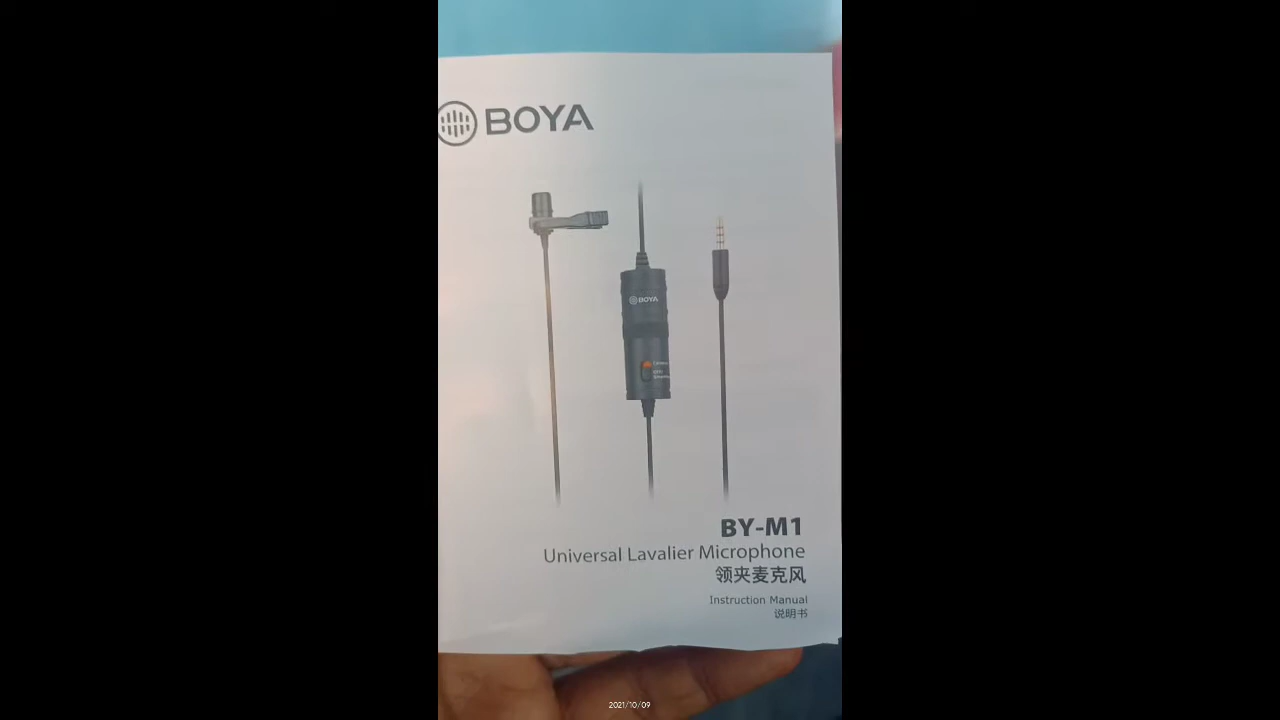 BOYA
BOYA
BY-M1
Universal Lavalier Microphone
领夹麦克风
Instruction Manual
说明书
2021/10/09